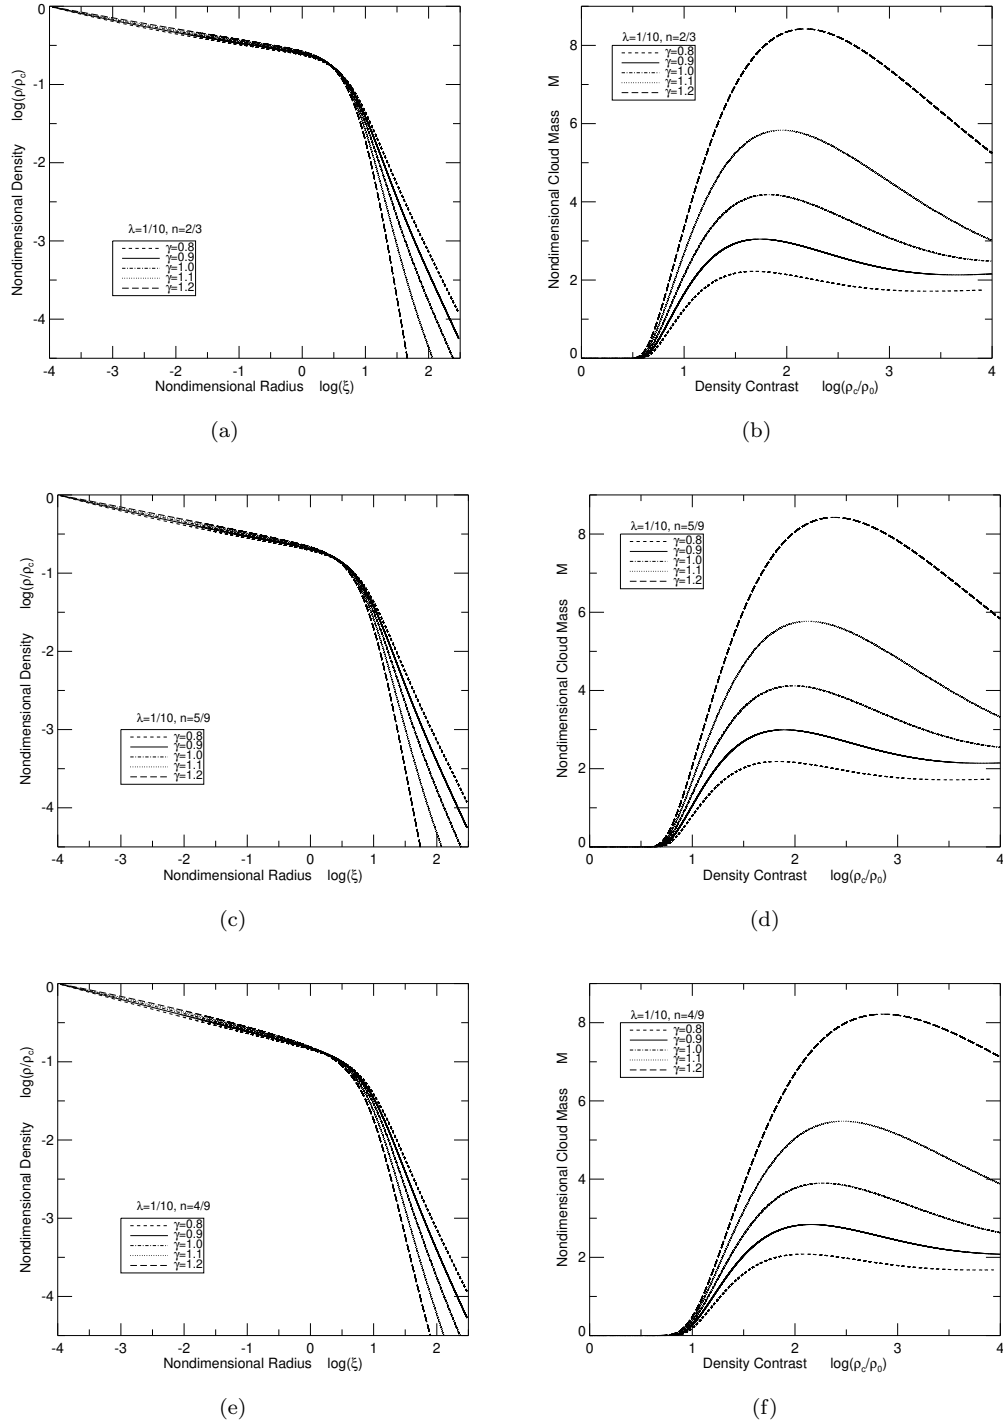 0
-1
-2
-3
-4
Nondimensional Density log(ρ/ρc)
λ=1/10, n=2/3
γ=0.8
γ=0.9
γ=1.0
γ=1.1
γ=1.2
-4 -3 -2 -1 0 1 2
Nondimensional Radius log(ξ)
(a)
8
6
4
2
0
Nondimensional Cloud Mass M
λ=1/10, n=2/3
γ=0.8
γ=0.9
γ=1.0
γ=1.1
γ=1.2
0 1 2 3 4
Density Contrast log(ρc/ρ0)
(b)
0
-1
-2
-3
-4
Nondimensional Density log(ρ/ρc)
λ=1/10, n=5/9
γ=0.8
γ=0.9
γ=1.0
γ=1.1
γ=1.2
-4 -3 -2 -1 0 1 2
Nondimensional Radius log(ξ)
(c)
8
6
4
2
0
Nondimensional Cloud Mass M
λ=1/10, n=5/9
γ=0.8
γ=0.9
γ=1.0
γ=1.1
γ=1.2
0 1 2 3 4
Density Contrast log(ρc/ρ0)
(d)
0
-1
-2
-3
-4
Nondimensional Density log(ρ/ρc)
λ=1/10, n=4/9
γ=0.8
γ=0.9
γ=1.0
γ=1.1
γ=1.2
-4 -3 -2 -1 0 1 2
Nondimensional Radius log(ξ)
(e)
8
6
4
2
0
Nondimensional Cloud Mass M
λ=1/10, n=4/9
γ=0.8
γ=0.9
γ=1.0
γ=1.1
γ=1.2
0 1 2 3 4
Density Contrast log(ρc/ρ0)
(f)